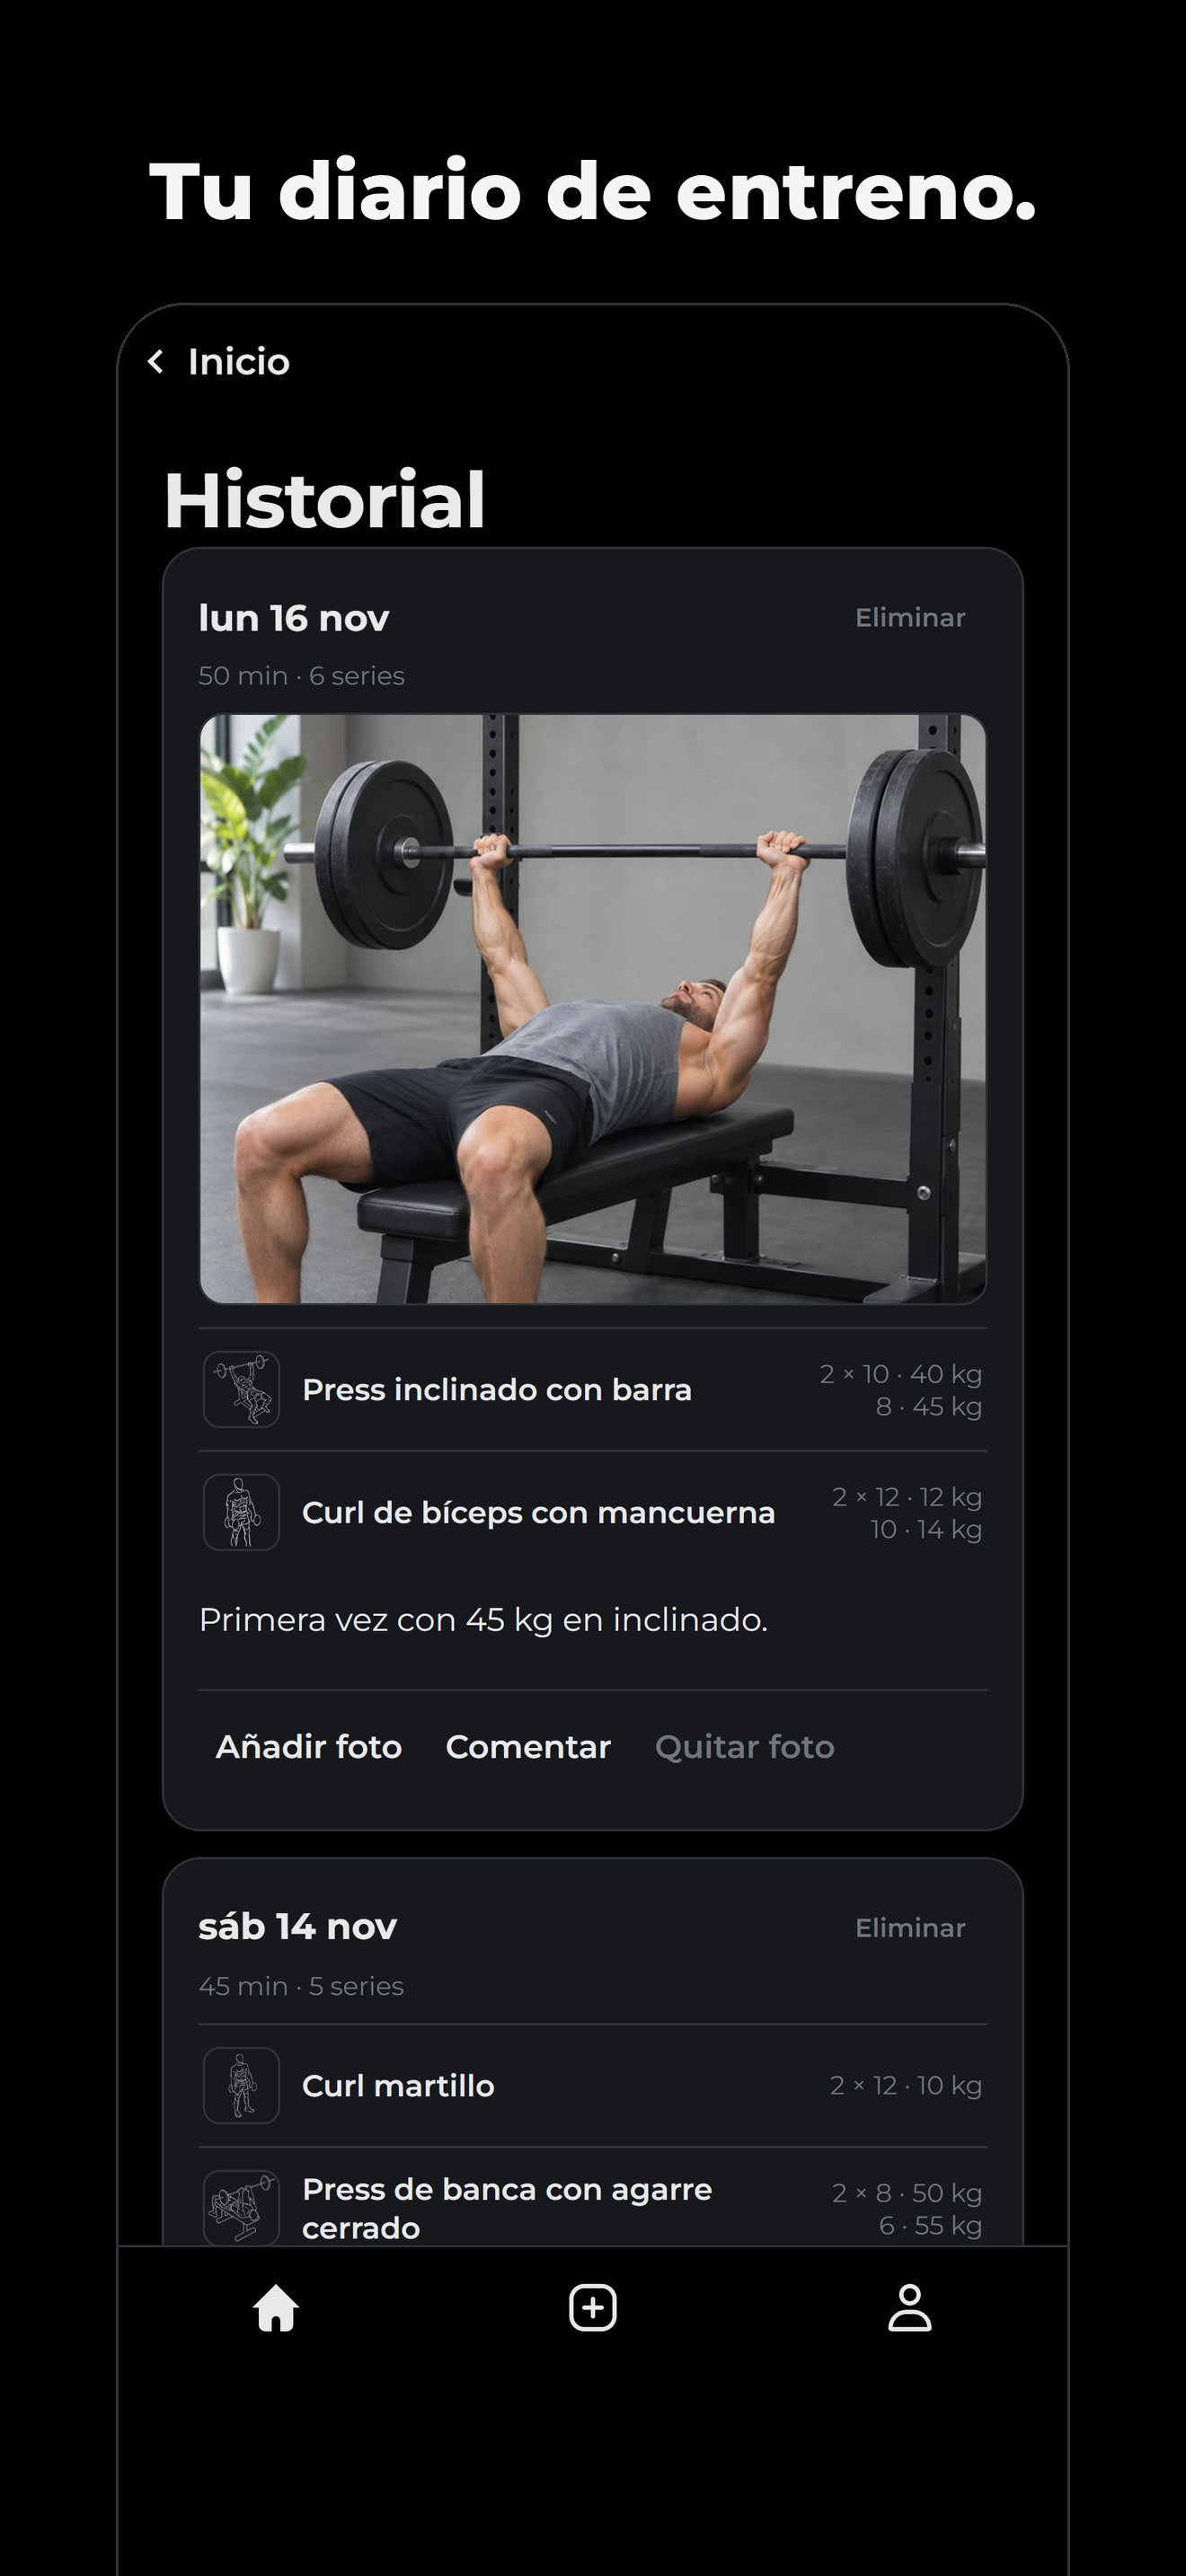 Tu diario de entreno.
Inicio
Historial
lun 16 nov
Eliminar
50 min · 6 series
Press inclinado con barra
2 × 10 · 40 kg
8 · 45 kg
Curl de bíceps con mancuerna
2 × 12 · 12 kg
10 · 14 kg
Primera vez con 45 kg en inclinado.
Añadir foto
Comentar
Quitar foto
sáb 14 nov
Eliminar
45 min · 5 series
Curl martillo
2 × 12 · 10 kg
Press de banca con agarre
cerrado
2 × 8 · 50 kg
6 · 55 kg